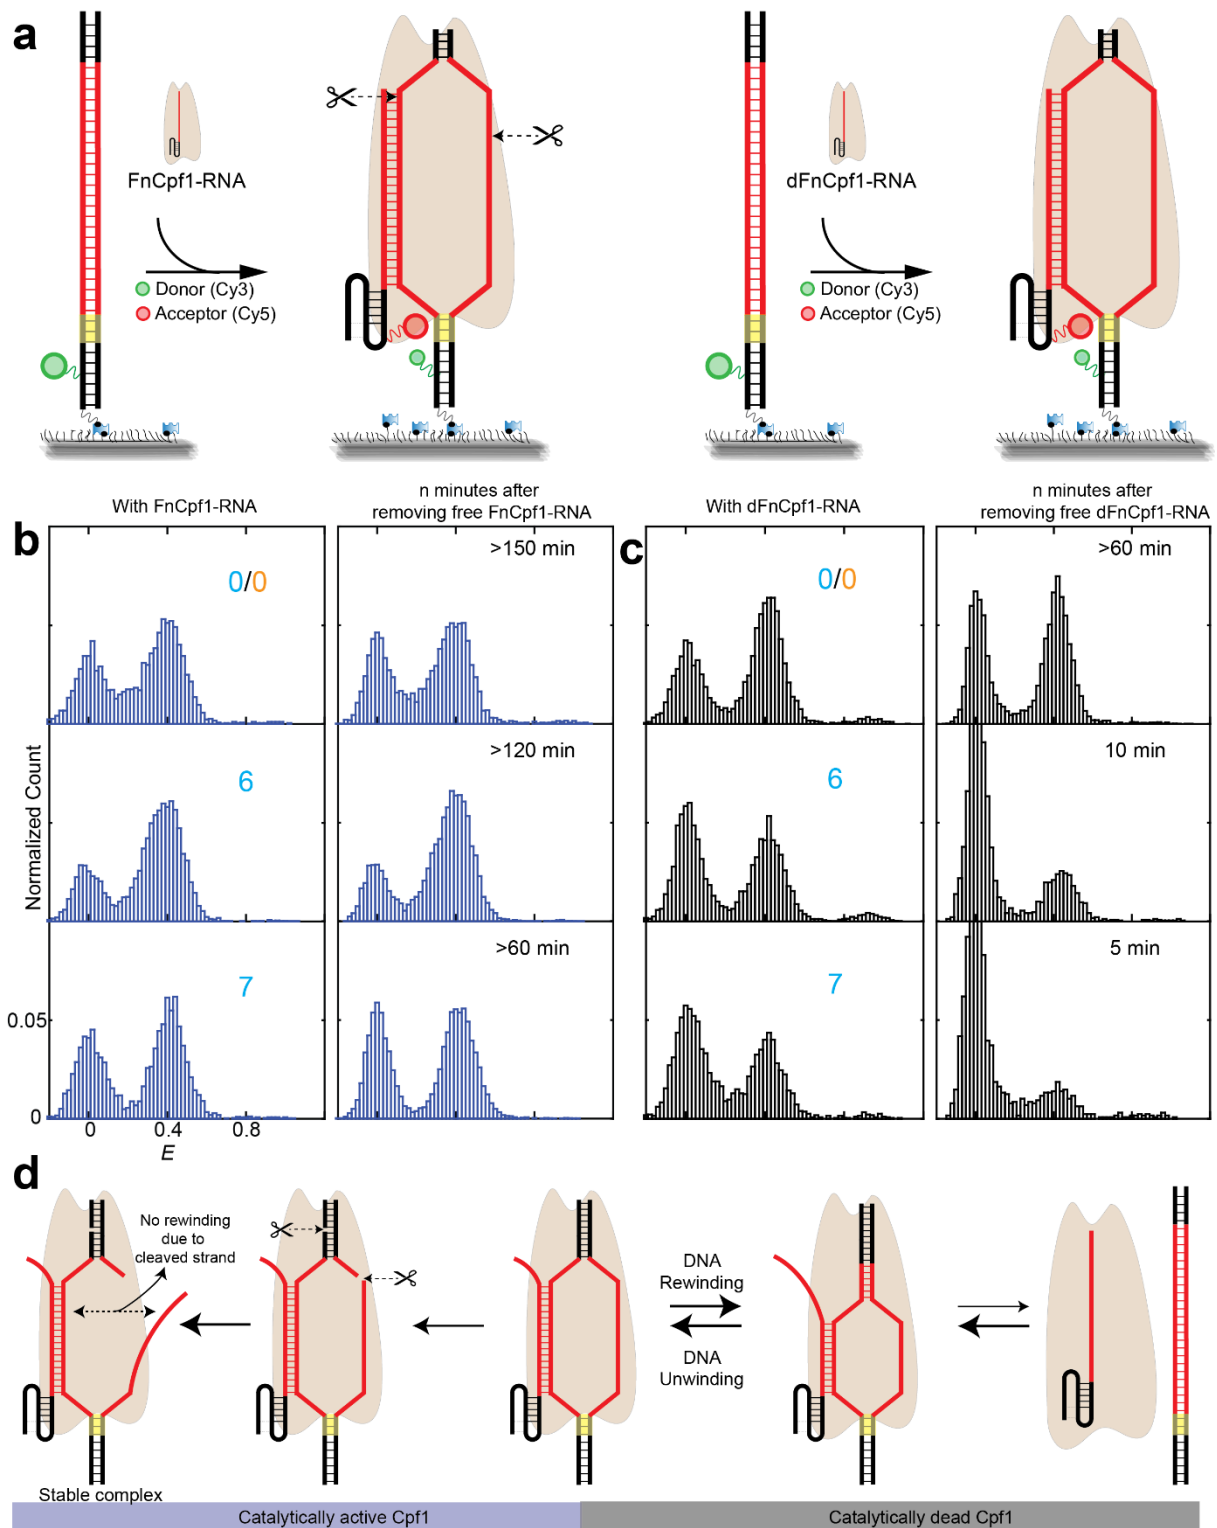 a
FnCpf1-RNA
Donor (Cy3)
Acceptor (Cy5)
dFnCpf1-RNA
Donor (Cy3)
Acceptor (Cy5)
b
With FnCpf1-RNA
n minutes after
removing free FnCpf1-RNA
0/0
>150 min
6
>120 min
7
>60 min
Normalized Count
0.05
0
0
0.4
0.8
E
c
With dFnCpf1-RNA
n minutes after
removing free dFnCpf1-RNA
0/0
>60 min
6
10 min
7
5 min
d
No rewinding
due to
cleaved strand
DNA
Rewinding
DNA
Unwinding
Stable complex
Catalytically active Cpf1
Catalytically dead Cpf1